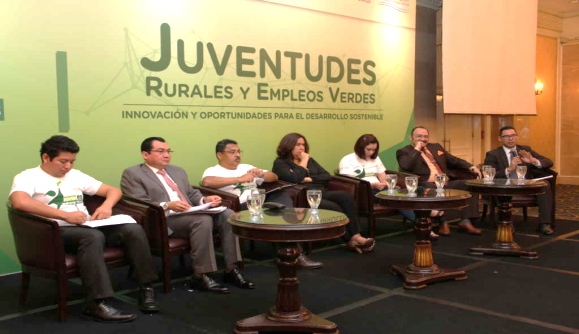 JUVENTUDES
RURALES Y EMPLEOS VERDES
INNOVACIÓN Y OPORTUNIDADES PARA EL DESARROLLO SOSTENIBLE